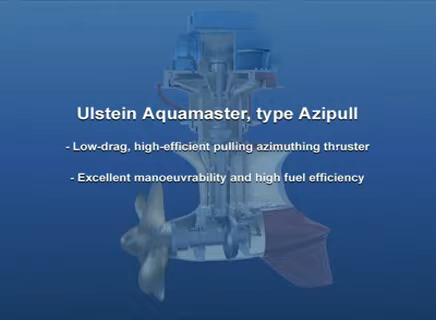 Ulstein Aquamaster, type Azipull
- Low-drag, high-efficient pulling azimuthing thruster
- Excellent manoeuvrability and high fuel efficiency